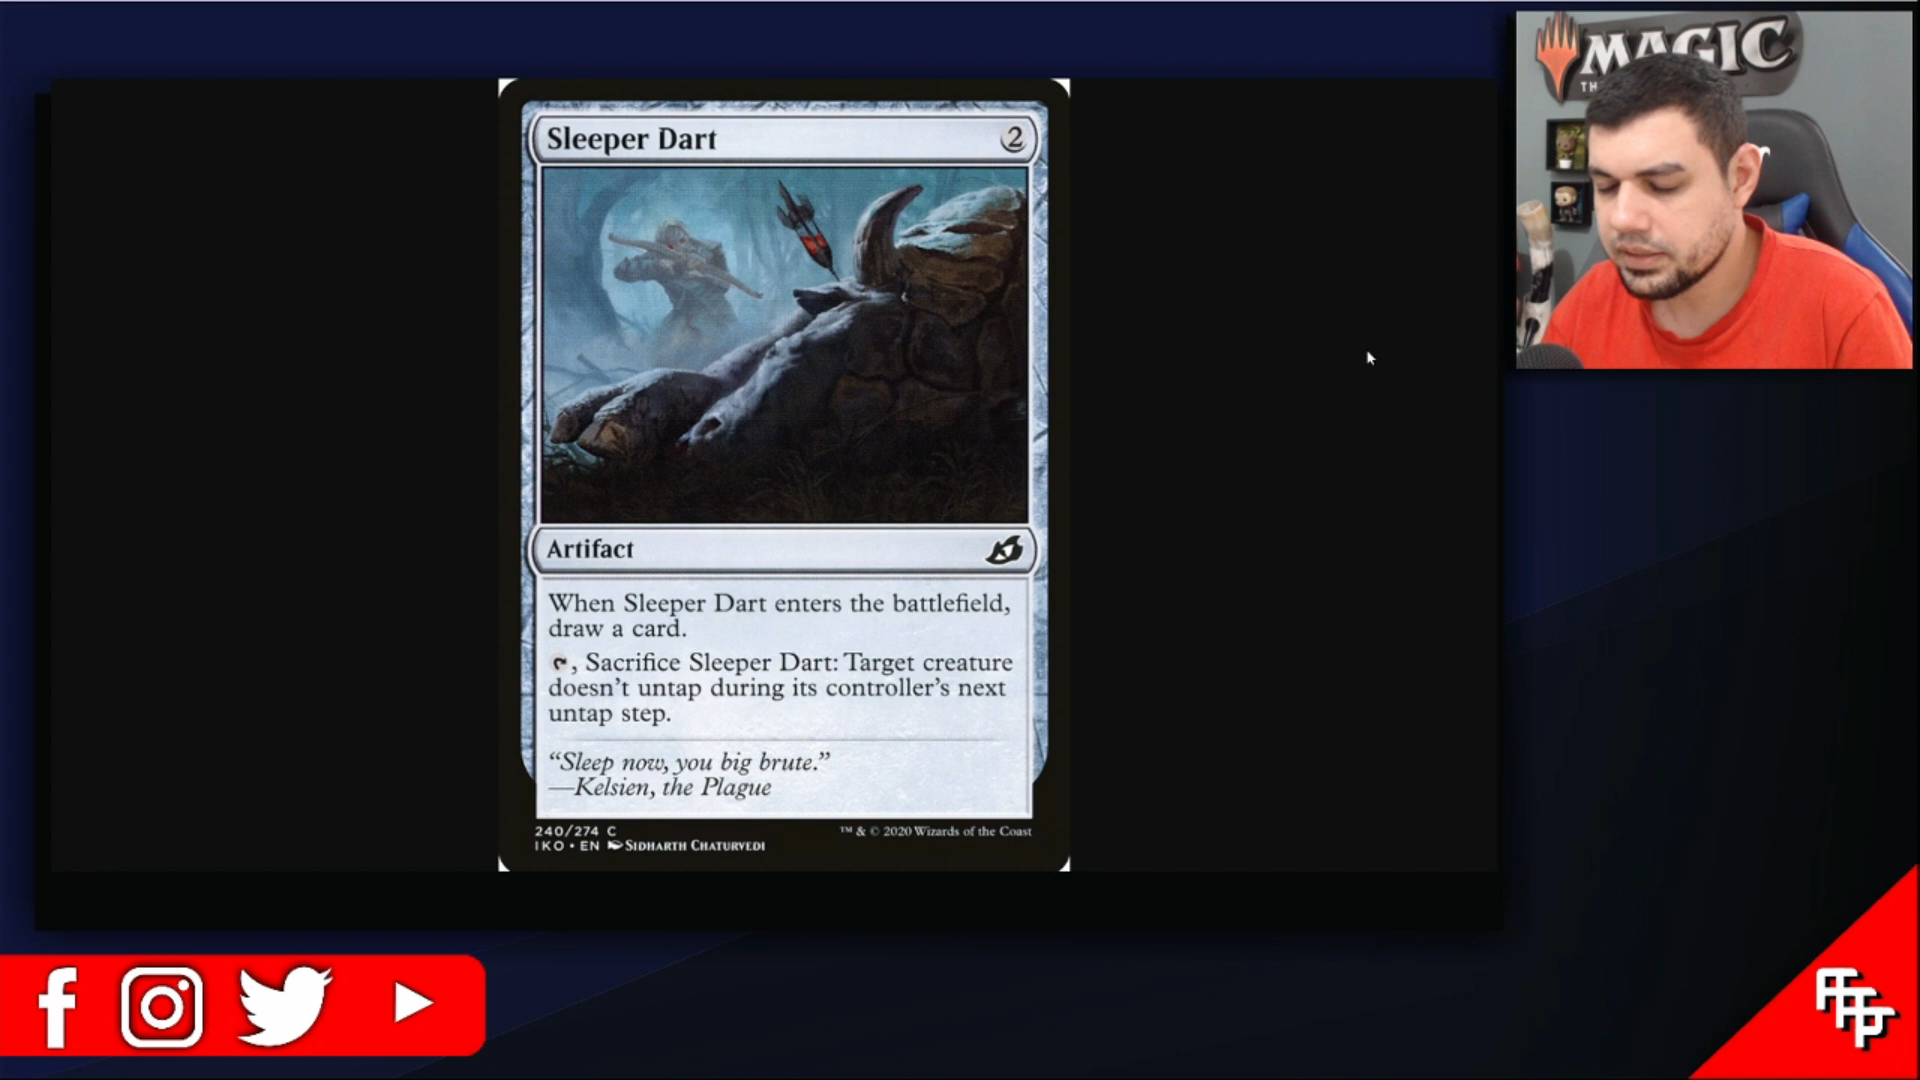 Sleeper Dart
2
Artifact
When Sleeper Dart enters the battlefield,
draw a card.
, Sacrifice Sleeper Dart: Target creature
doesn't untap during its controller's next
untap step.
“Sleep now, you big brute.”
—Kelsien, the Plague
240/274 C
IKO • EN SIDHARTH CHATURVEDI
™ & © 2020 Wizards of the Coast
MAGIC
TH